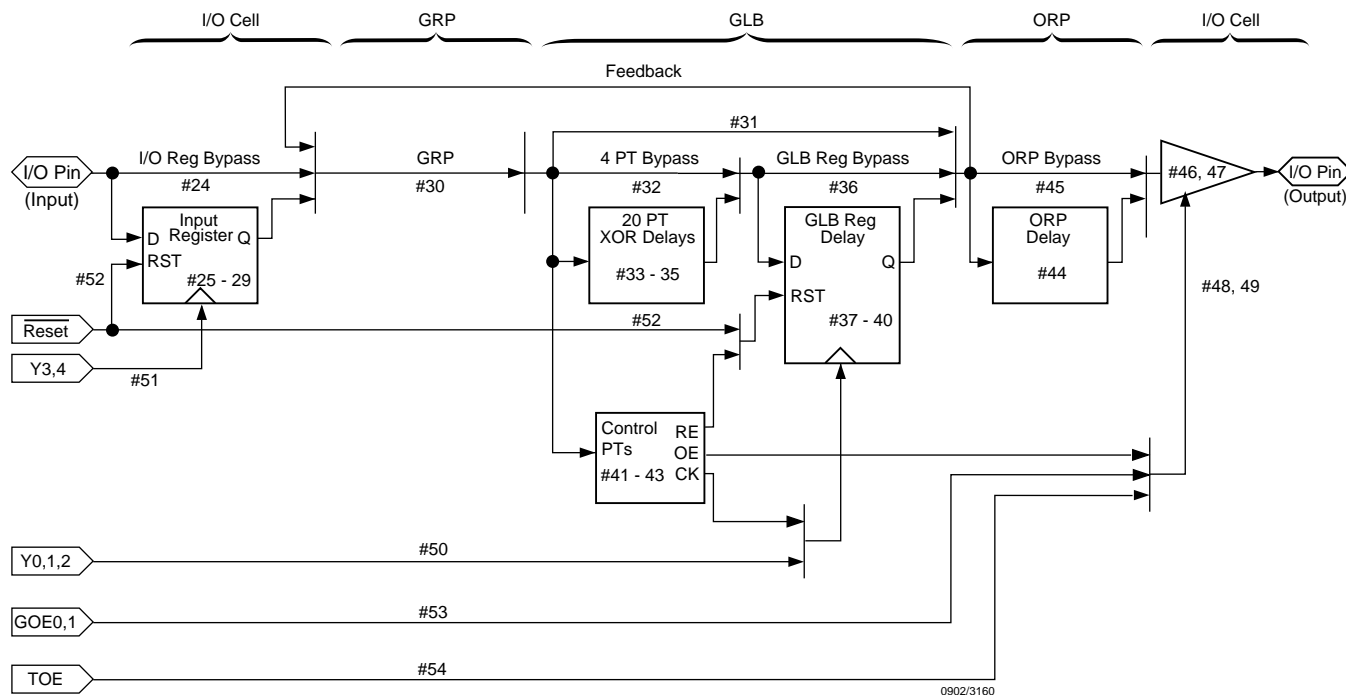 I/O Cell
GRP
GLB
ORP
I/O Cell
Feedback
#31
I/O Pin
(Input)
I/O Reg Bypass
#24
GRP
#30
4 PT Bypass
#32
GLB Reg Bypass
#36
ORP Bypass
#45
#46, 47
I/O Pin
(Output)
Input
Register
D
Q
RST
#25 - 29
#52
20 PT
XOR Delays
#33 - 35
GLB Reg
Delay
D
Q
RST
#37 - 40
ORP
Delay
#44
#48, 49
Reset
#52
Y3,4
#51
Control
PTs
#41 - 43
RE
OE
CK
Y0,1,2
#50
GOE0,1
#53
TOE
#54
0902/3160